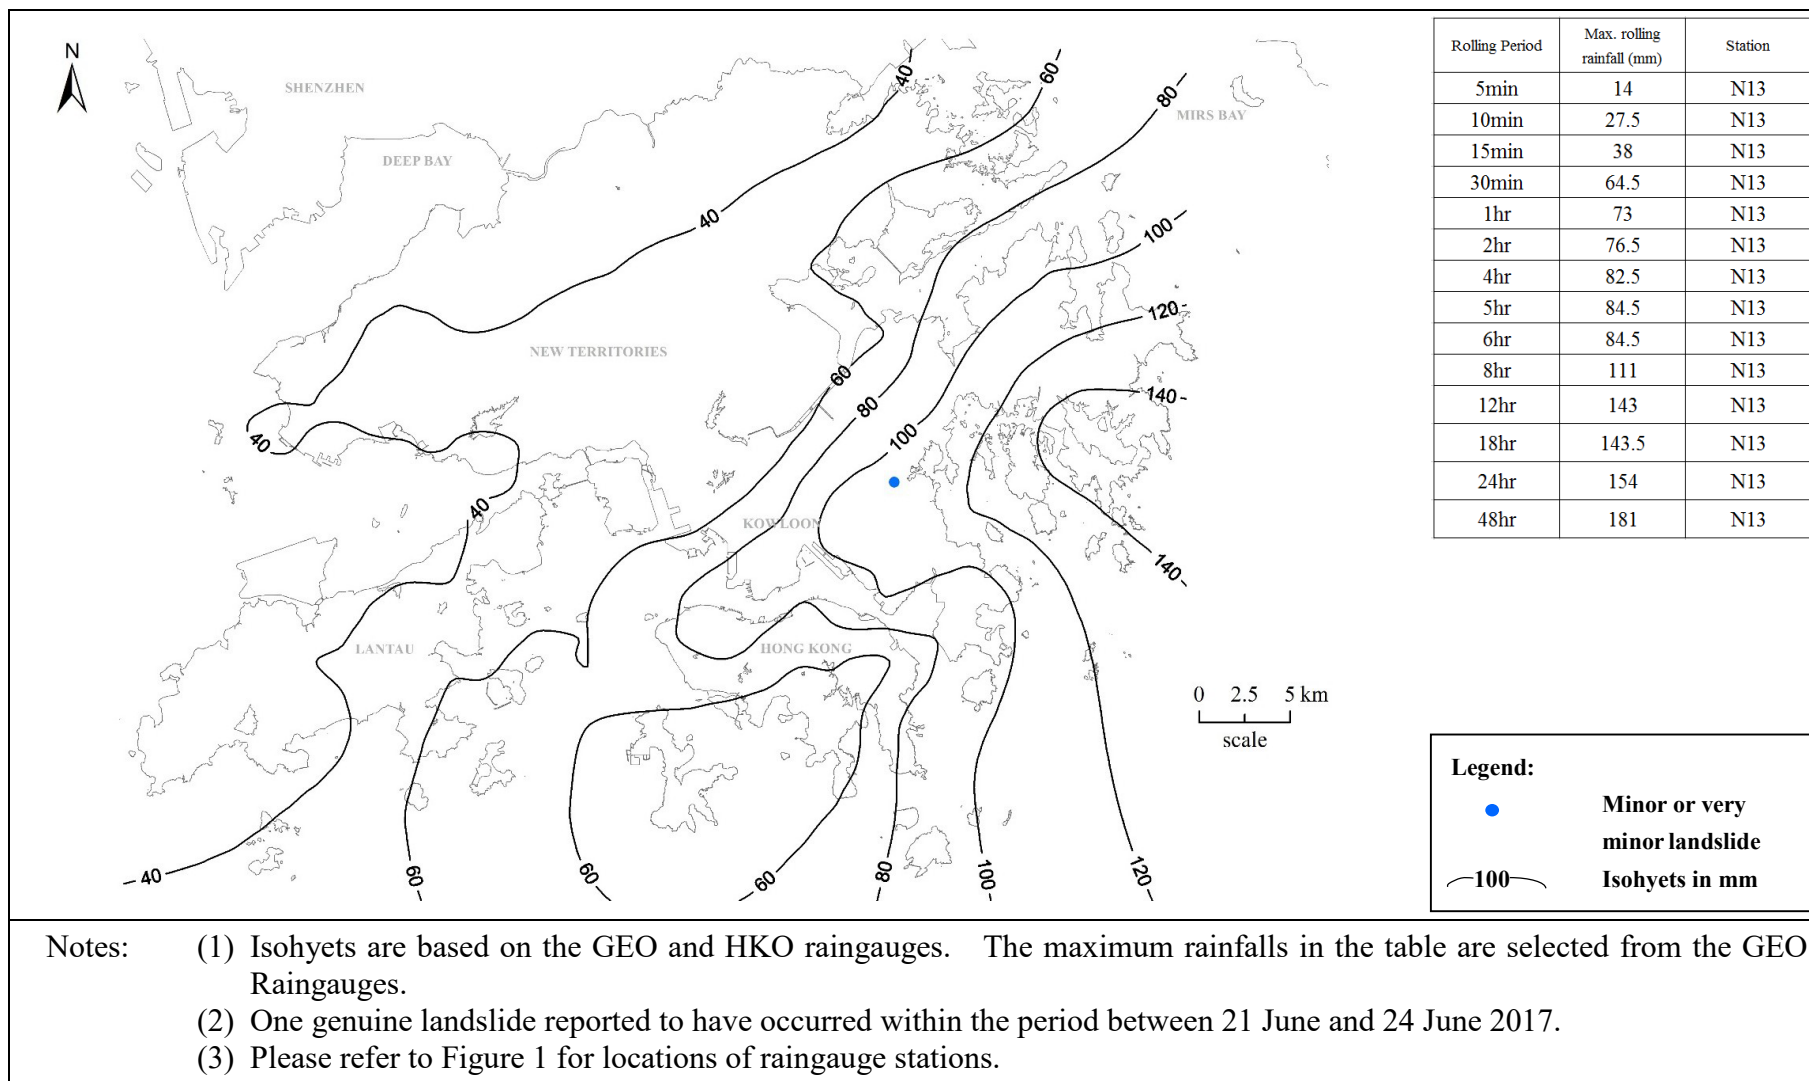 N
SHENZHEN
DEEP BAY
MIRS BAY
NEW TERRITORIES
KOWLOON
LANTAU
HONG KONG
40
60
80
40
100
120
140
60
80
100
40
40
140
40
60
60
60
80
100
120
0 2.5 5 km
scale
Rolling Period Max. rolling rainfall (mm) Station
5min 14 N13
10min 27.5 N13
15min 38 N13
30min 64.5 N13
1hr 73 N13
2hr 76.5 N13
4hr 82.5 N13
5hr 84.5 N13
6hr 84.5 N13
8hr 111 N13
12hr 143 N13
18hr 143.5 N13
24hr 154 N13
48hr 181 N13
Legend:
Minor or very
minor landslide
100 Isohyets in mm
Notes: (1) Isohyets are based on the GEO and HKO raingauges. The maximum rainfalls in the table are selected from the GEO
Raingauges.
(2) One genuine landslide reported to have occurred within the period between 21 June and 24 June 2017.
(3) Please refer to Figure 1 for locations of raingauge stations.